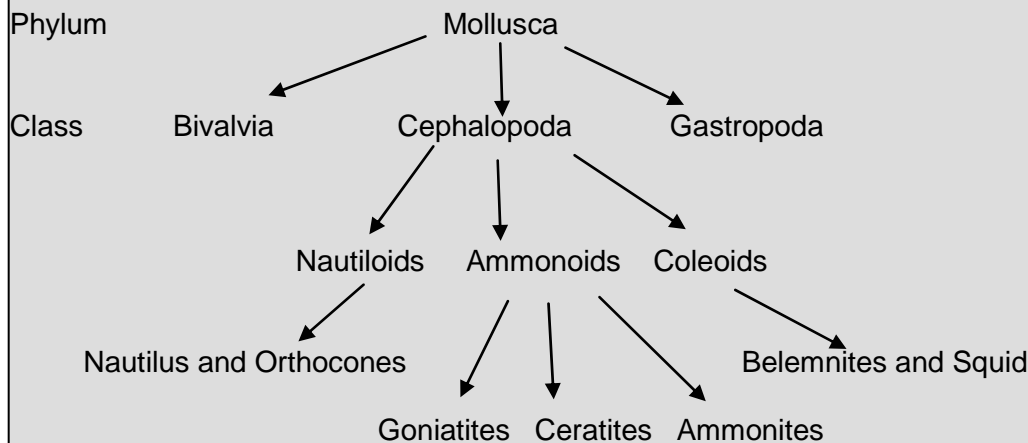 Phylum Mollusca
Class Bivalvia Cephalopoda Gastropoda
Nautiloids Ammonoids Coleoids
Nautilus and Orthocones Belemnites and Squid
Goniatites Ceratites Ammonites